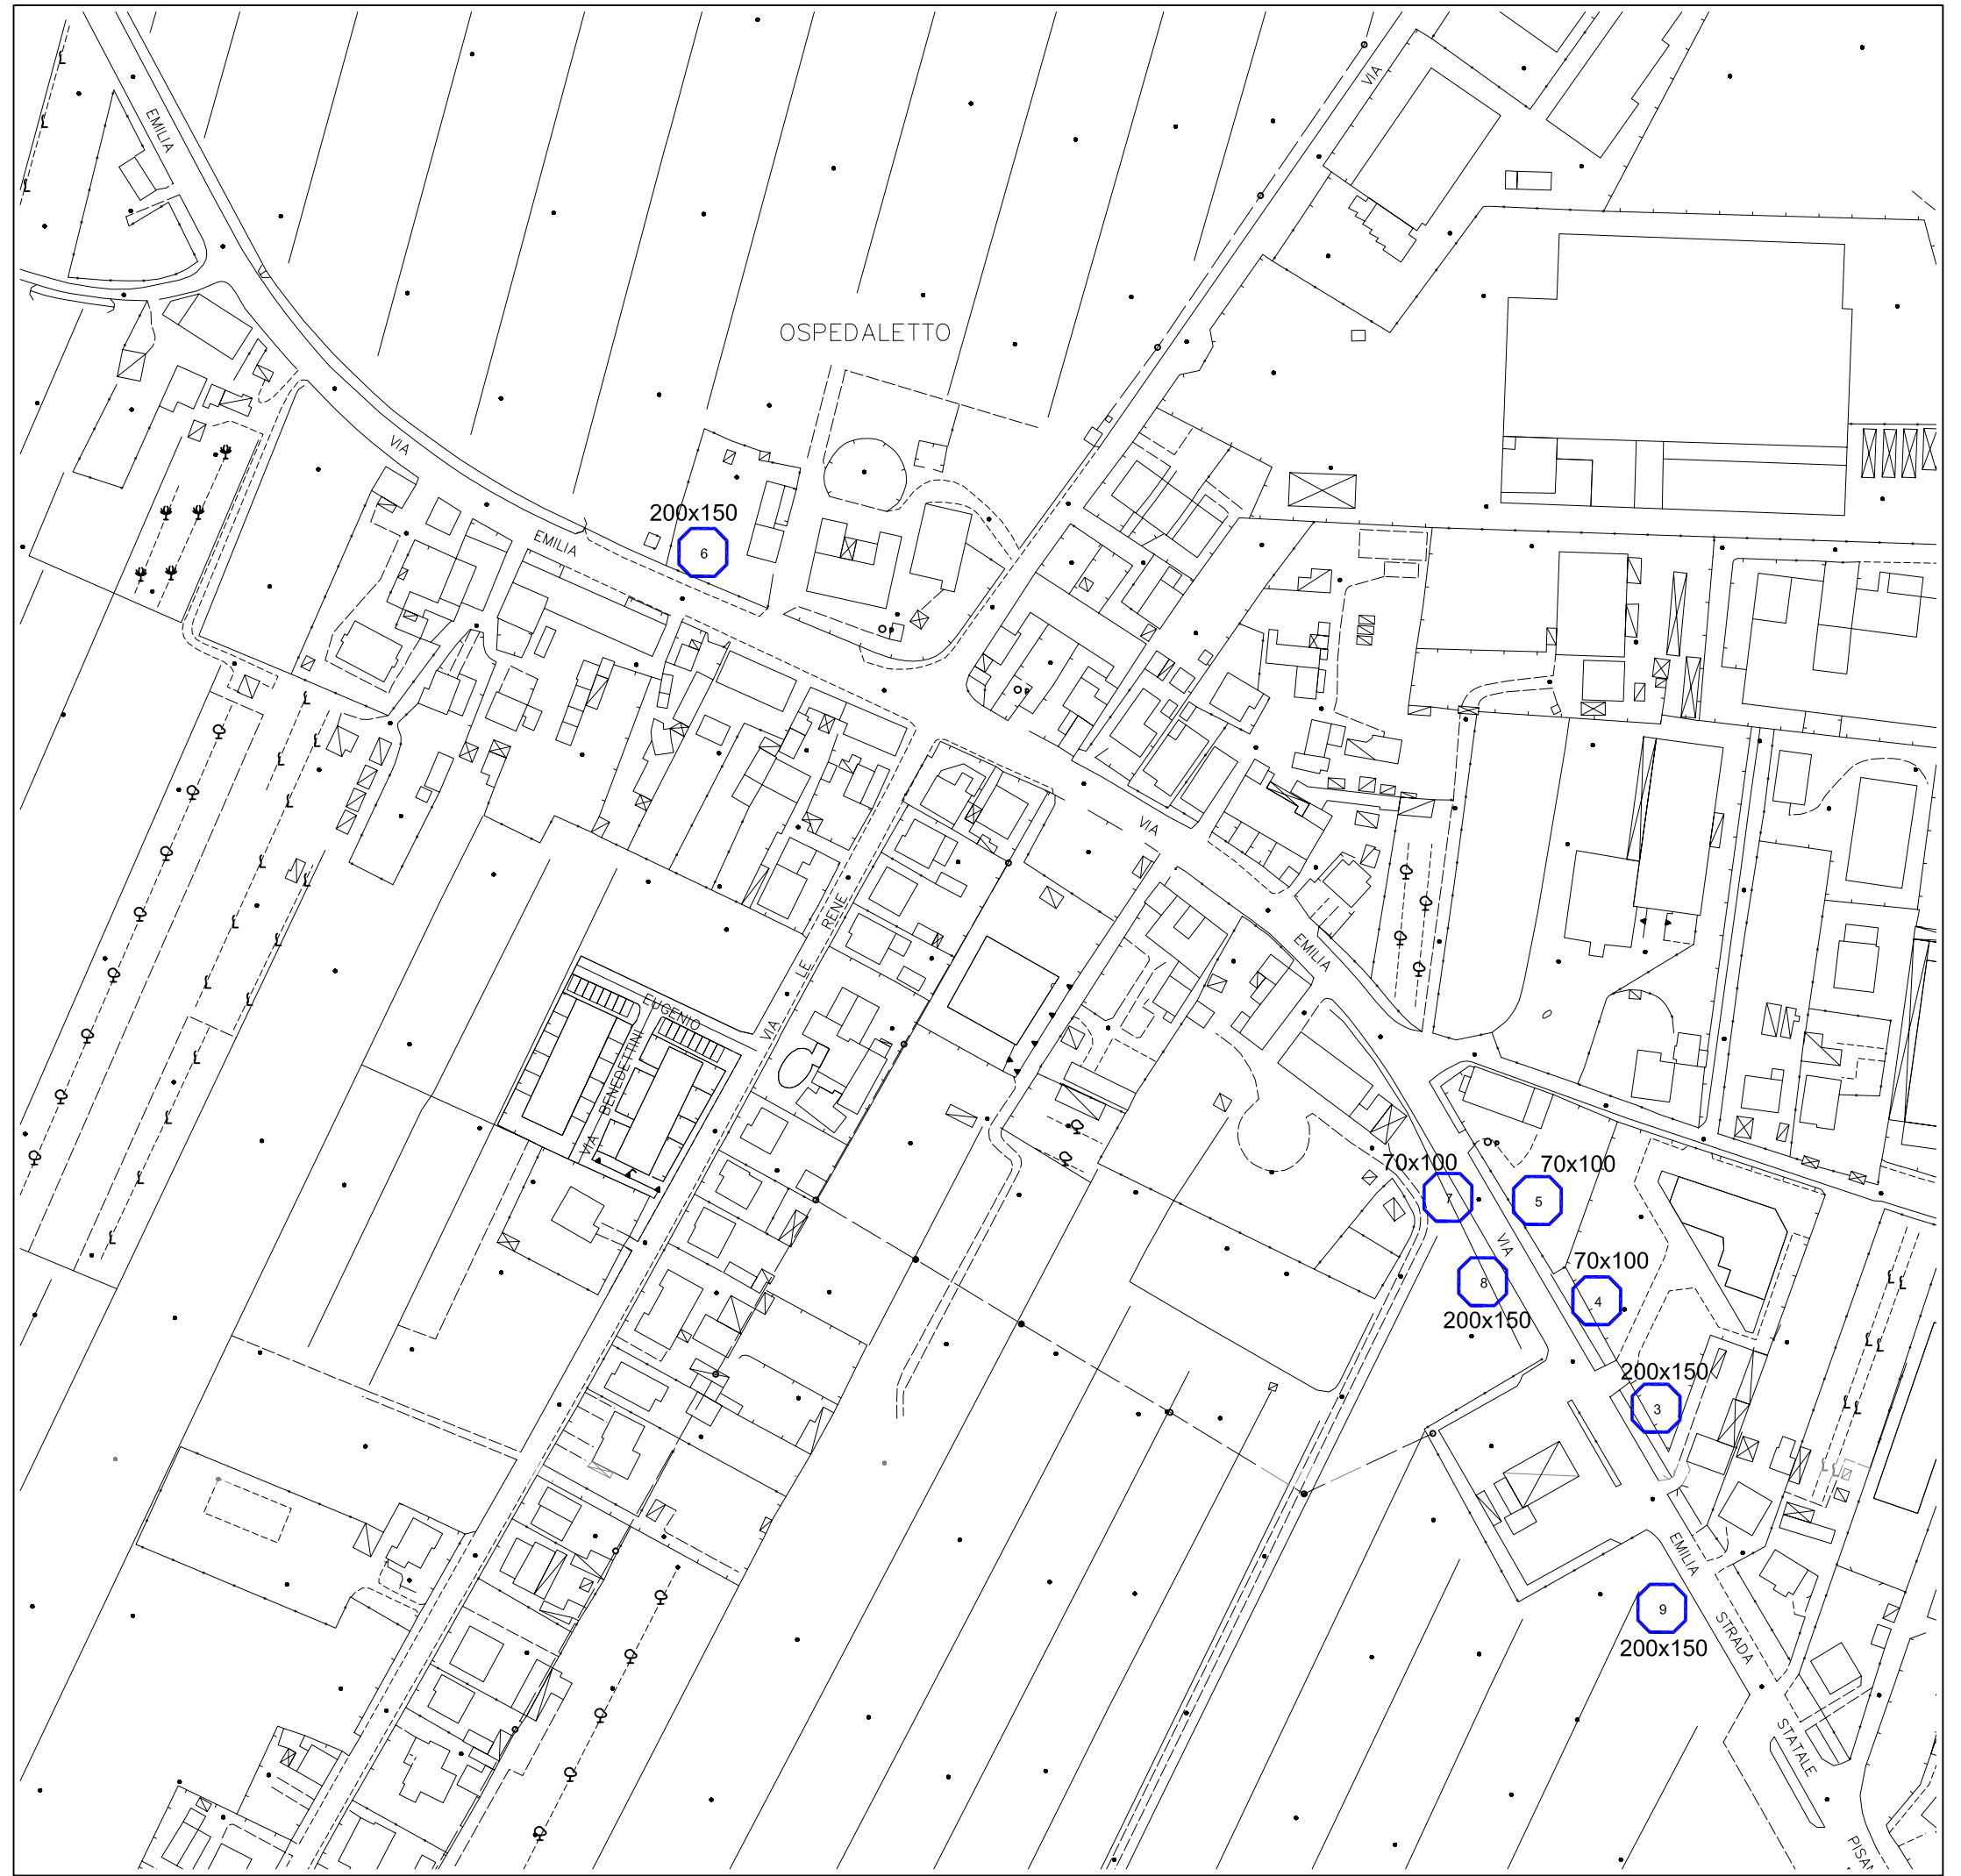 VIA
EMILIA
OSPEDALETTO
VIA
200x150
6
EMILIA
VIA
RENE
EMILIA
LE
EUGENIO
VIA
BENEDETTINI
VIA
70x100
7
70x100
5
VIA
8
200x150
70x100
4
200x150
3
EMILIA
9
200x150
STRADA
STATALE